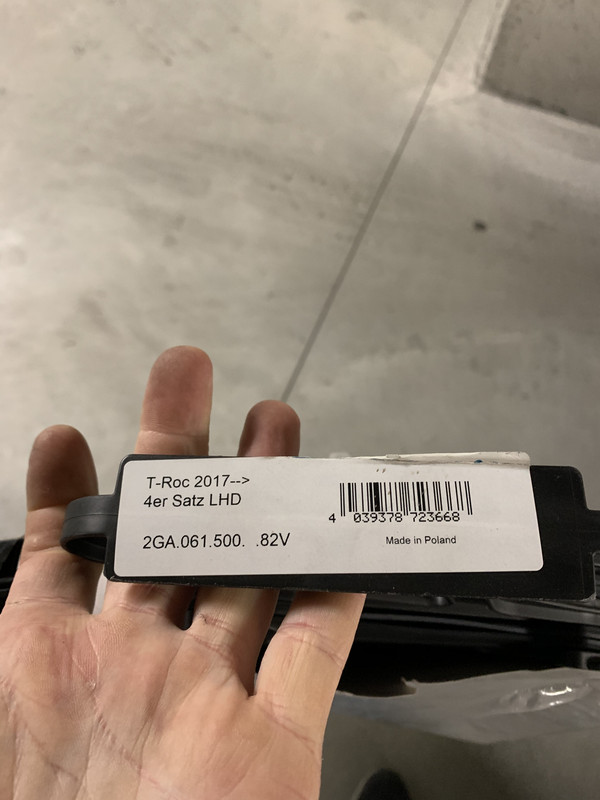 T-Roc 2017-->
4er Satz LHD
2GA.061.500. .82V
4 039378 723668
Made in Poland